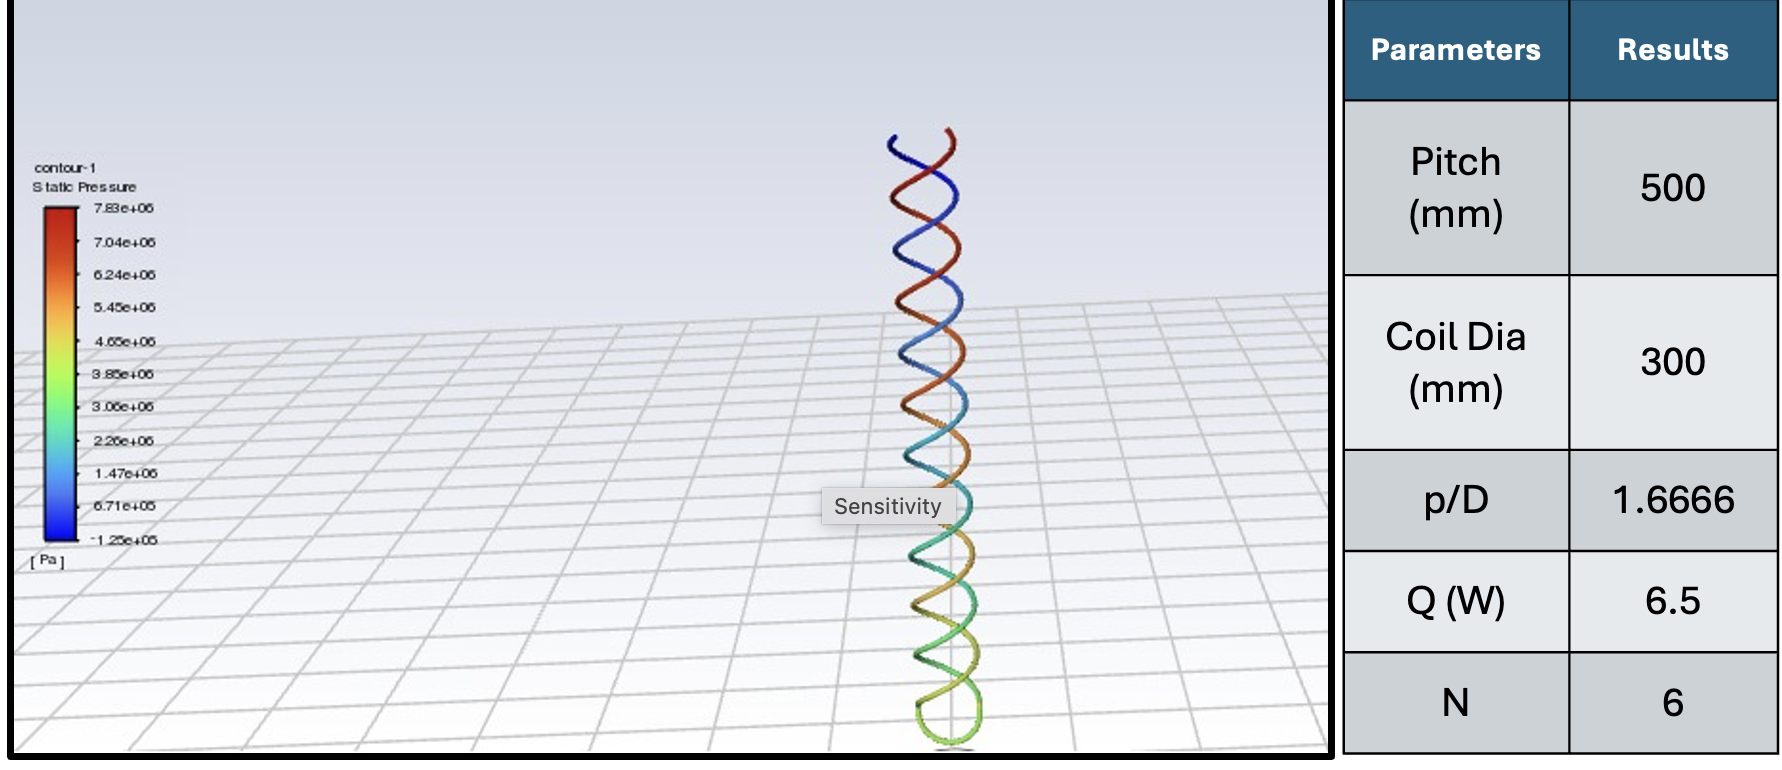 contour-1
Static Pressure
7.83e+06
7.04e+06
6.24e+06
5.45e+06
4.65e+06
3.85e+06
3.06e+06
2.26e+06
1.47e+06
6.71e+05
-1.25e+05
[ Pa ]
Sensitivity
Parameters Results
Pitch
(mm)
500
Coil Dia
(mm)
300
p/D 1.6666
Q (W) 6.5
N 6